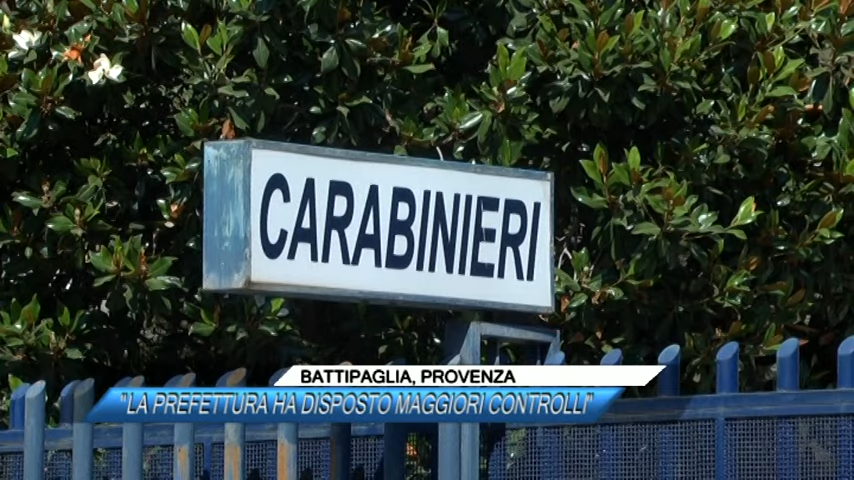 CARABINIERI
BATTIPAGLIA, PROVENZA
"LA PREFETTURA HA DISPOSTO MAGGIORI CONTROLLI"